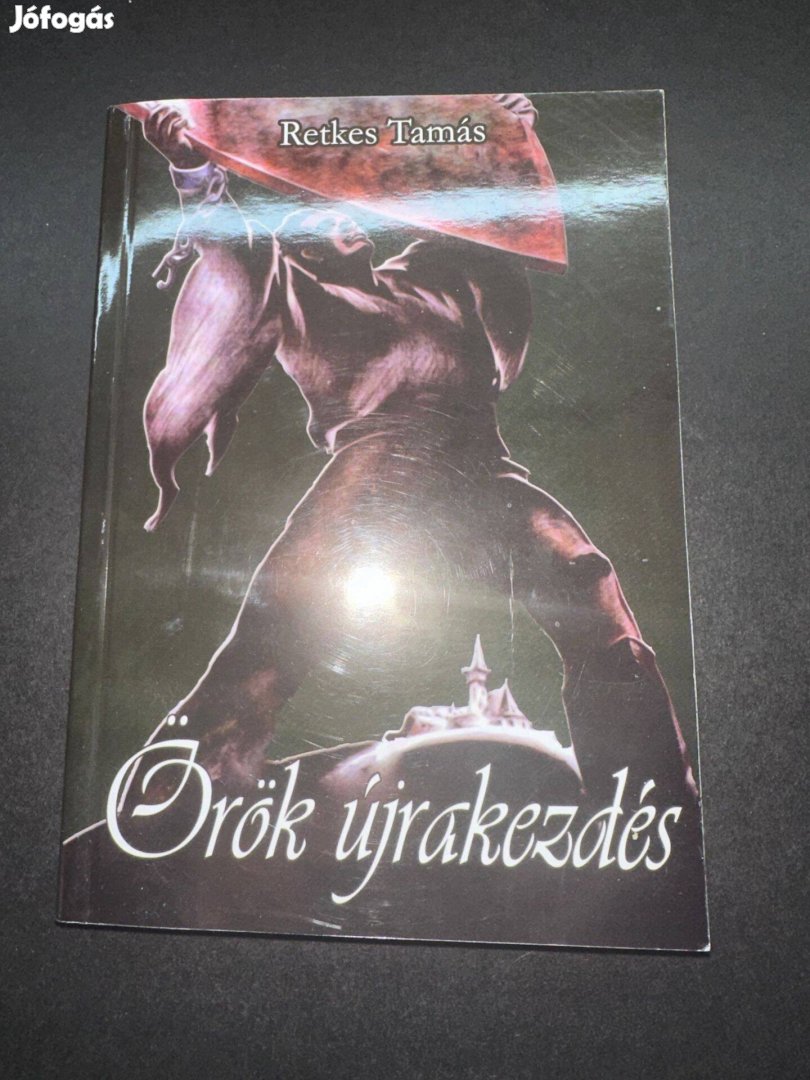 Jófogás
Retkes Tamás
Örök újrakezdés